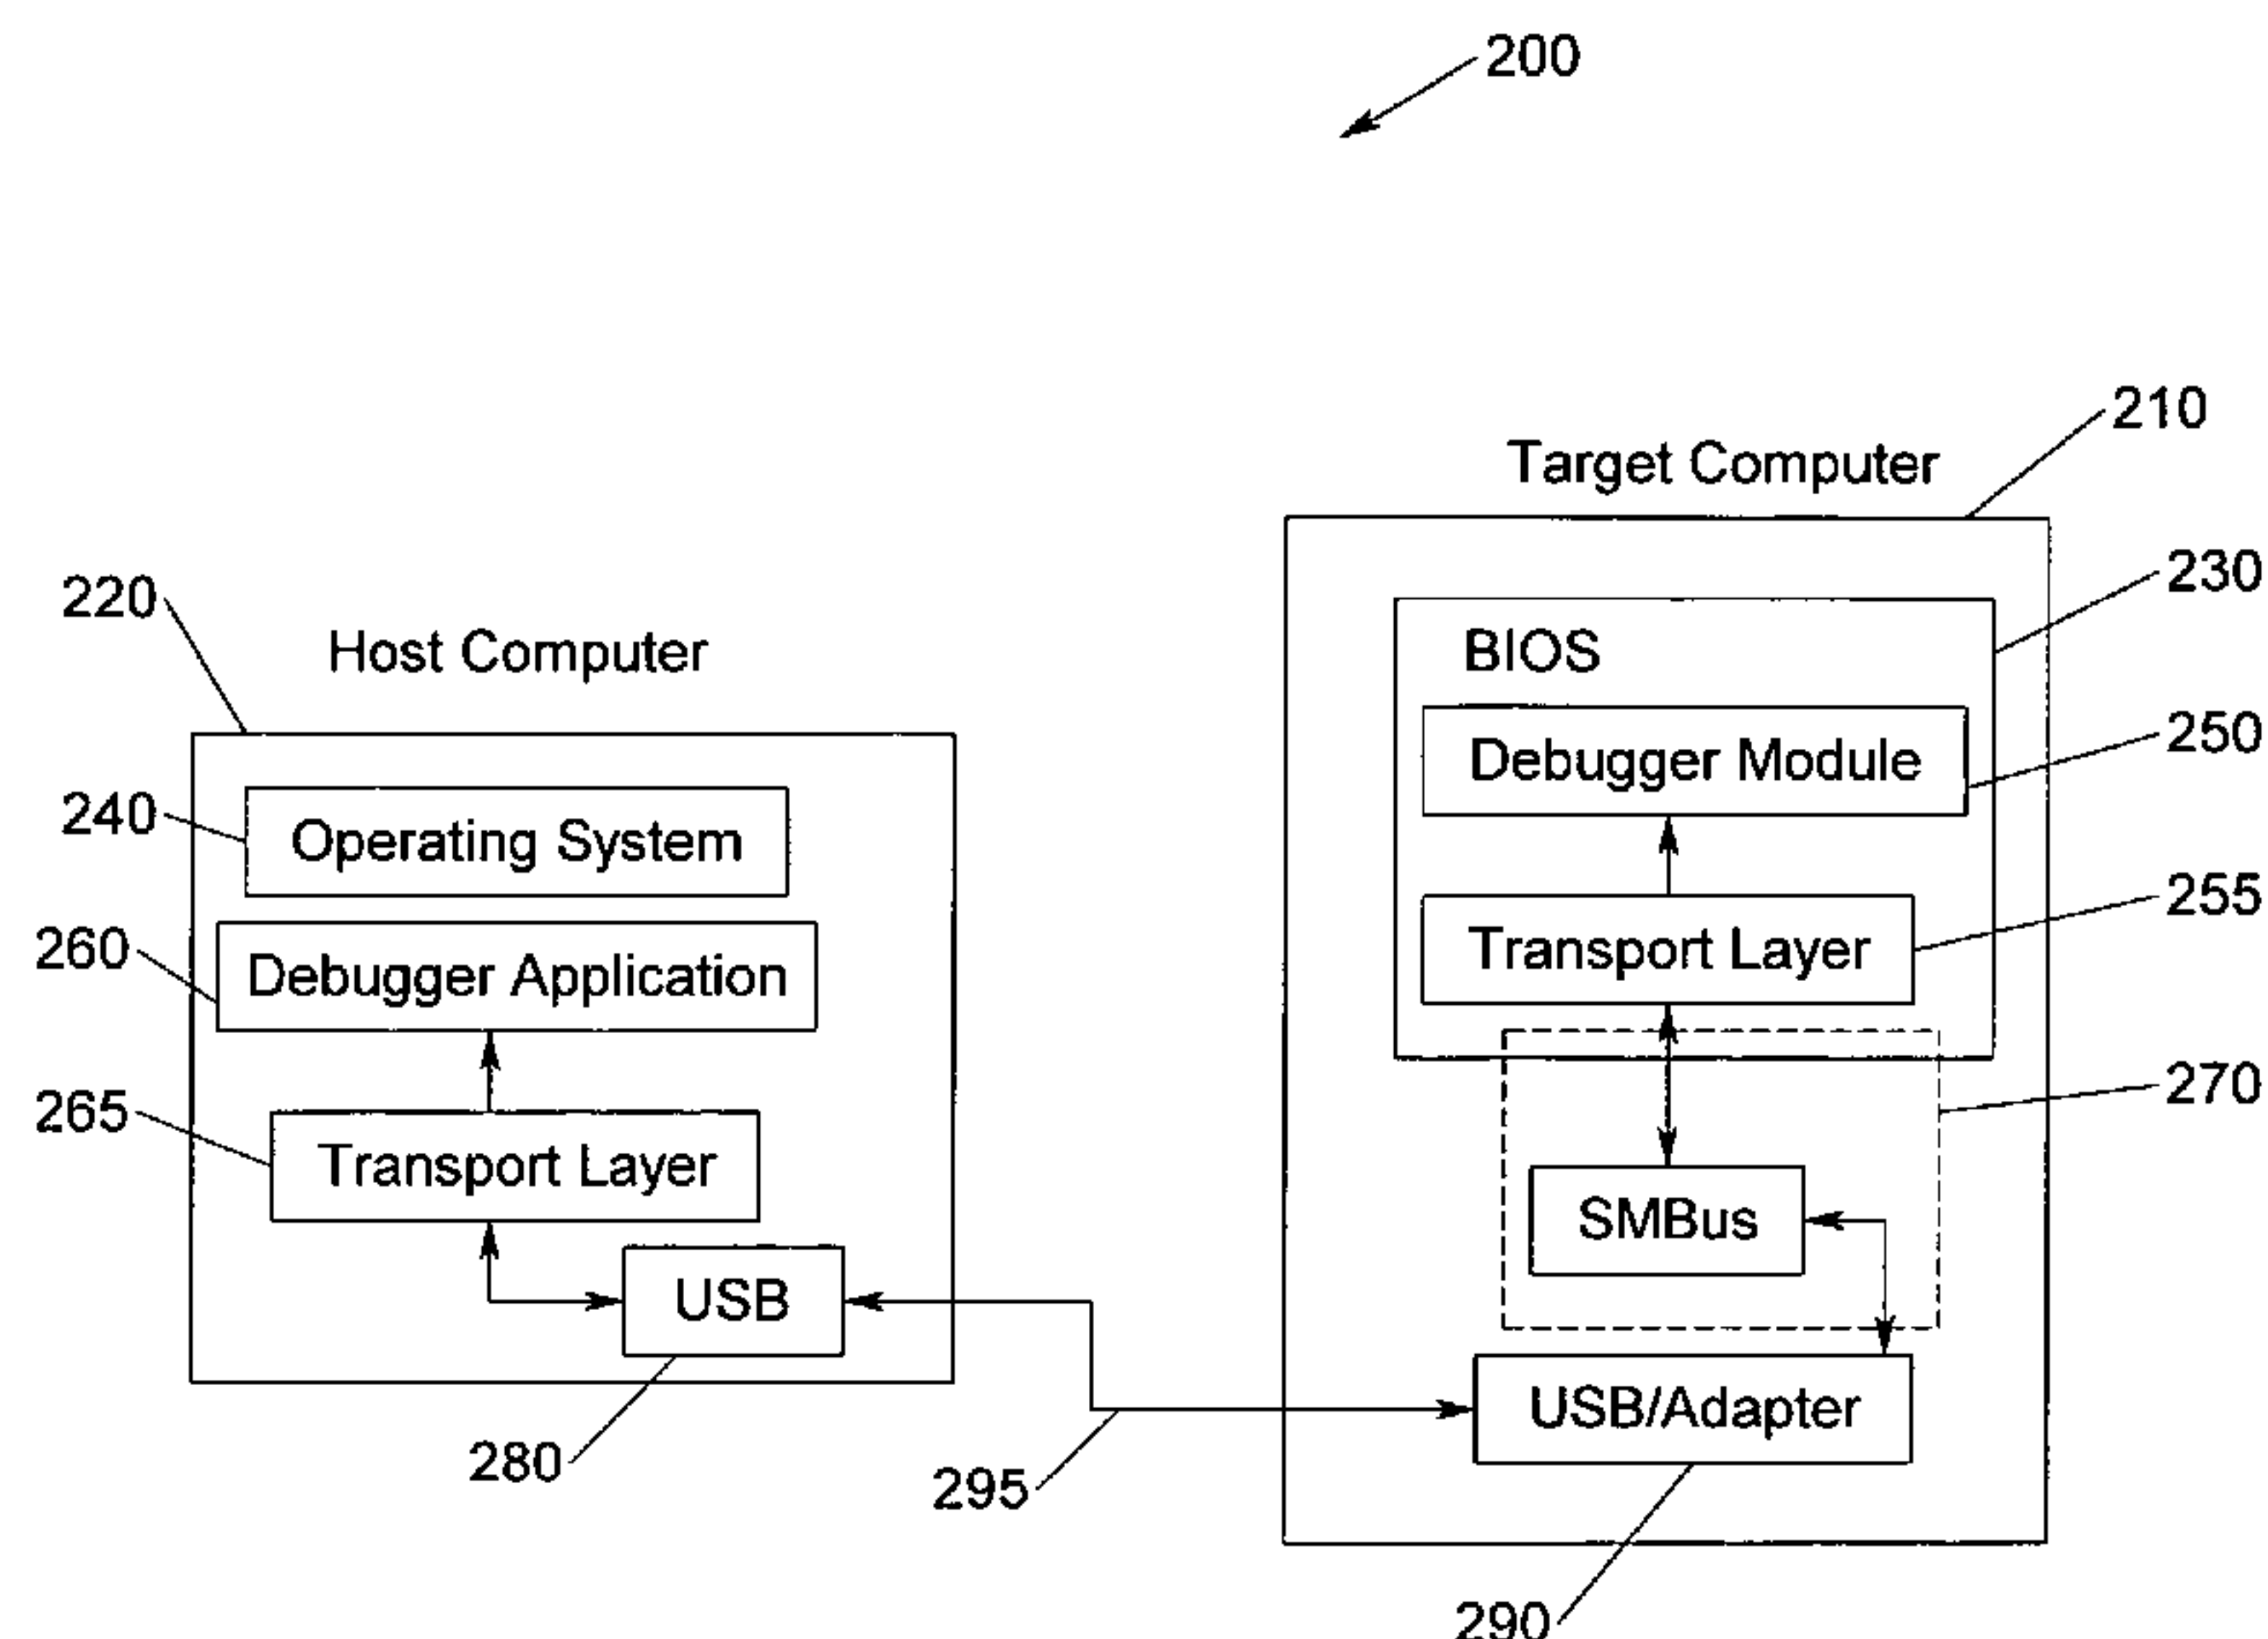 200
210
Target Computer
230
220
Host Computer
BIOS
250
Debugger Module
240
Operating System
255
Transport Layer
260
Debugger Application
270
265
Transport Layer
SMBus
USB
USB/Adapter
280
295
290